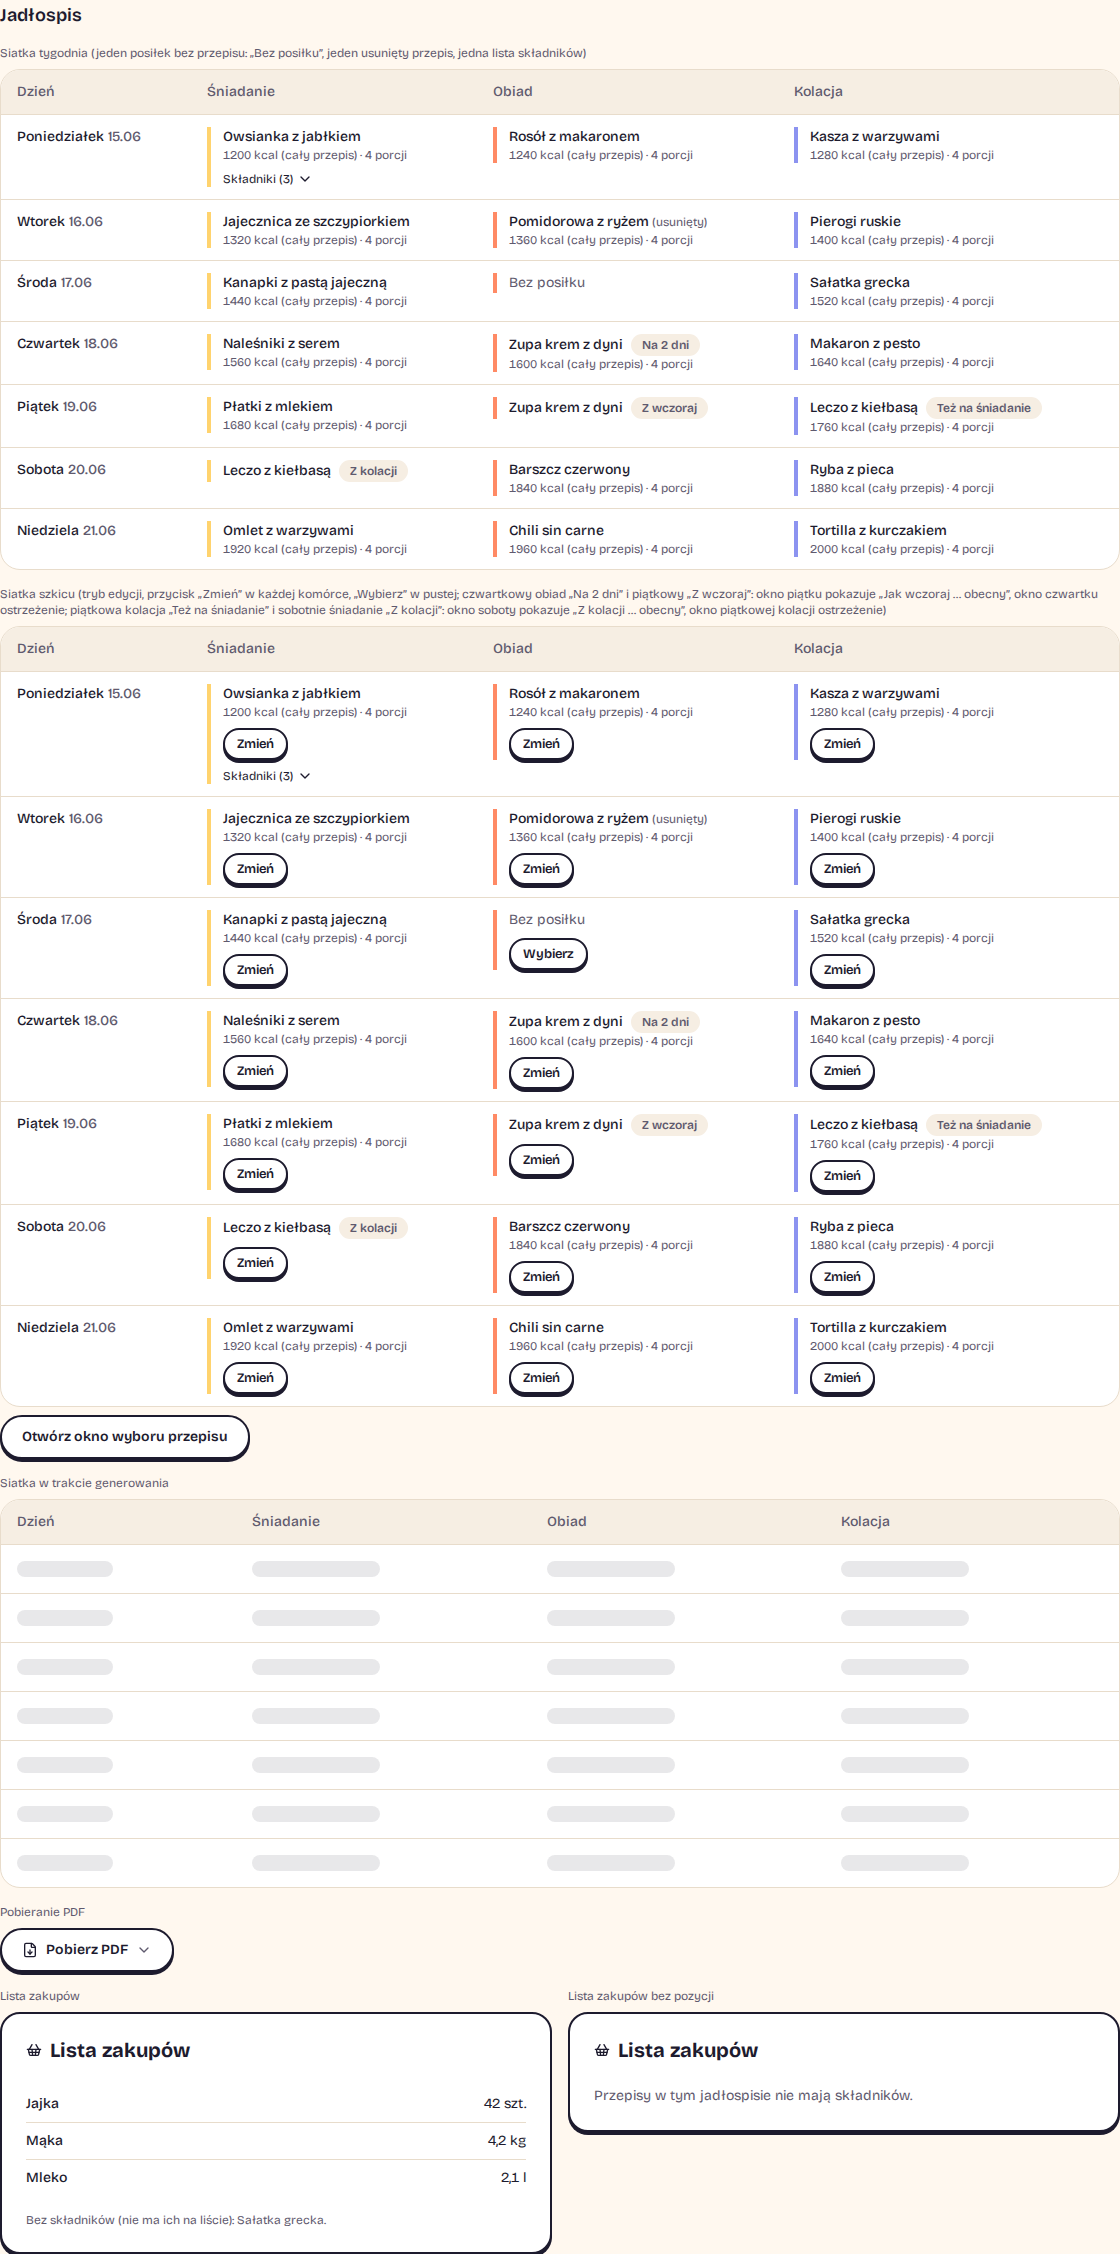 Jadłospis
Siatka tygodnia (jeden posiłek bez przepisu: „Bez posiłku”, jeden usunięty przepis, jedna lista składników)
Dzień Śniadanie Obiad Kolacja
Poniedziałek 15.06 Owsianka z jabłkiem Rosół z makaronem Kasza z warzywami
1200 kcal (cały przepis) · 4 porcji 1240 kcal (cały przepis) · 4 porcji 1280 kcal (cały przepis) · 4 porcji
Składniki (3)
Wtorek 16.06 Jajecznica ze szczypiorkiem Pomidorowa z ryżem (usunięty) Pierogi ruskie
1320 kcal (cały przepis) · 4 porcji 1360 kcal (cały przepis) · 4 porcji 1400 kcal (cały przepis) · 4 porcji
Środa 17.06 Kanapki z pastą jajeczną Bez posiłku Sałatka grecka
1440 kcal (cały przepis) · 4 porcji 1520 kcal (cały przepis) · 4 porcji
Czwartek 18.06 Naleśniki z serem Zupa krem z dyni Na 2 dni Makaron z pesto
1560 kcal (cały przepis) · 4 porcji 1600 kcal (cały przepis) · 4 porcji 1640 kcal (cały przepis) · 4 porcji
Piątek 19.06 Płatki z mlekiem Zupa krem z dyni Z wczoraj Leczo z kiełbasą Też na śniadanie
1680 kcal (cały przepis) · 4 porcji 1760 kcal (cały przepis) · 4 porcji
Sobota 20.06 Leczo z kiełbasą Z kolacji Barszcz czerwony Ryba z pieca
1840 kcal (cały przepis) · 4 porcji 1880 kcal (cały przepis) · 4 porcji
Niedziela 21.06 Omlet z warzywami Chili sin carne Tortilla z kurczakiem
1920 kcal (cały przepis) · 4 porcji 1960 kcal (cały przepis) · 4 porcji 2000 kcal (cały przepis) · 4 porcji
Siatka szkicu (tryb edycji, przycisk „Zmień” w każdej komórce, „Wybierz” w pustej; czwartkowy obiad „Na 2 dni” i piątkowy „Z wczoraj”: okno piątku pokazuje „Jak wczoraj ... obecny”, okno czwartku
ostrzeżenie; piątkowa kolacja „Też na śniadanie” i sobotnie śniadanie „Z kolacji”: okno soboty pokazuje „Z kolacji ... obecny”, okno piątkowej kolacji ostrzeżenie)
Dzień Śniadanie Obiad Kolacja
Poniedziałek 15.06 Owsianka z jabłkiem Rosół z makaronem Kasza z warzywami
1200 kcal (cały przepis) · 4 porcji 1240 kcal (cały przepis) · 4 porcji 1280 kcal (cały przepis) · 4 porcji
Zmień Zmień Zmień
Składniki (3)
Wtorek 16.06 Jajecznica ze szczypiorkiem Pomidorowa z ryżem (usunięty) Pierogi ruskie
1320 kcal (cały przepis) · 4 porcji 1360 kcal (cały przepis) · 4 porcji 1400 kcal (cały przepis) · 4 porcji
Zmień Zmień Zmień
Środa 17.06 Kanapki z pastą jajeczną Bez posiłku Sałatka grecka
1440 kcal (cały przepis) · 4 porcji 1520 kcal (cały przepis) · 4 porcji
Zmień Wybierz Zmień
Czwartek 18.06 Naleśniki z serem Zupa krem z dyni Na 2 dni Makaron z pesto
1560 kcal (cały przepis) · 4 porcji 1600 kcal (cały przepis) · 4 porcji 1640 kcal (cały przepis) · 4 porcji
Zmień Zmień Zmień
Piątek 19.06 Płatki z mlekiem Zupa krem z dyni Z wczoraj Leczo z kiełbasą Też na śniadanie
1680 kcal (cały przepis) · 4 porcji 1760 kcal (cały przepis) · 4 porcji
Zmień Zmień Zmień
Sobota 20.06 Leczo z kiełbasą Z kolacji Barszcz czerwony Ryba z pieca
1840 kcal (cały przepis) · 4 porcji 1880 kcal (cały przepis) · 4 porcji
Zmień Zmień Zmień
Niedziela 21.06 Omlet z warzywami Chili sin carne Tortilla z kurczakiem
1920 kcal (cały przepis) · 4 porcji 1960 kcal (cały przepis) · 4 porcji 2000 kcal (cały przepis) · 4 porcji
Zmień Zmień Zmień
Otwórz okno wyboru przepisu
Siatka w trakcie generowania
Dzień Śniadanie Obiad Kolacja
Pobieranie PDF
Pobierz PDF
Lista zakupów
Lista zakupów
Jajka 42 szt.
Mąka 4,2 kg
Mleko 2,1 l
Bez składników (nie ma ich na liście): Sałatka grecka.
Lista zakupów bez pozycji
Lista zakupów
Przepisy w tym jadłospisie nie mają składników.